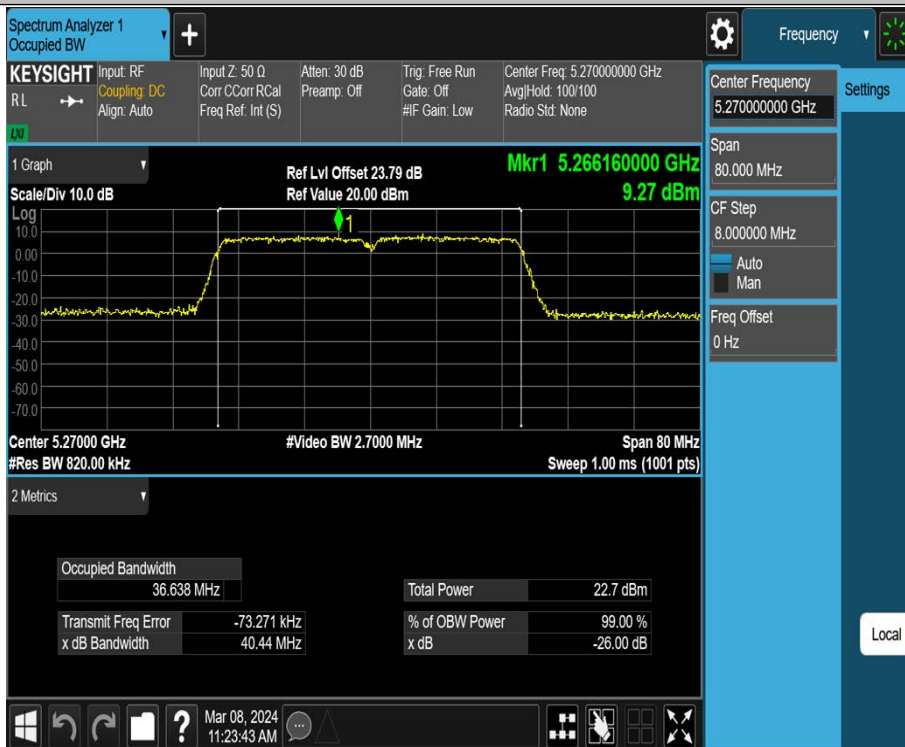 Spectrum Analyzer 1
Occupied BW
+
Frequency
KEYSIGHT
RL
LXI
Input: RF
Coupling: DC
Align: Auto
Input Z: 50 Ω
Corr CCorr RCal
Freq Ref: Int (S)
Atten: 30 dB
Preamp: Off
Trig: Free Run
Gate: Off
#IF Gain: Low
Center Freq: 5.270000000 GHz
Avg|Hold: 100/100
Radio Std: None
Center Frequency
5.270000000 GHz
Settings
Span
80.000 MHz
CF Step
8.000000 MHz
Auto
Man
Freq Offset
0 Hz
1 Graph
Scale/Div 10.0 dB
Ref Lvl Offset 23.79 dB
Ref Value 20.00 dBm
Mkr1 5.266160000 GHz
9.27 dBm
Log
10.0
0.00
-10.0
-20.0
-30.0
-40.0
-50.0
-60.0
-70.0
1
Center 5.27000 GHz
#Video BW 2.7000 MHz
Span 80 MHz
#Res BW 820.00 kHz
Sweep 1.00 ms (1001 pts)
2 Metrics
Occupied Bandwidth
36.638 MHz
Total Power 22.7 dBm
Transmit Freq Error -73.271 kHz
% of OBW Power 99.00 %
x dB Bandwidth 40.44 MHz
x dB -26.00 dB
Local
?
Mar 08, 2024
11:23:43 AM